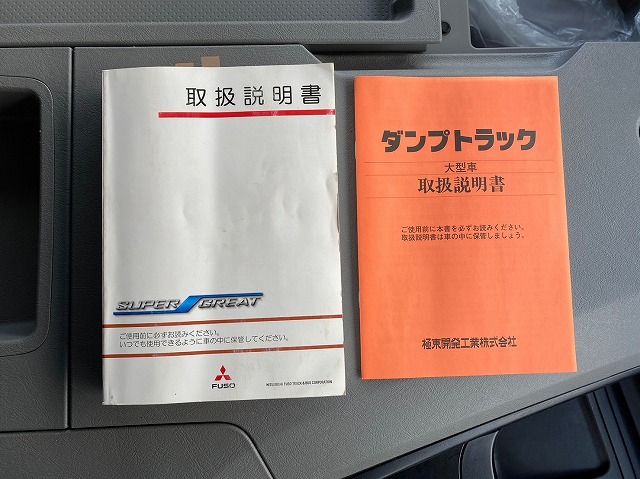 取扱説明書
SUPER GREAT
ご使用前に必ずお読みください。
いつでも使用できるように車の中に保管してください。
FUSO
MITSUBISHI FUSO TRUCK & BUS CORPORATION
ダンプトラック
大型車
取扱説明書
ご使用前に本書を必ずお読みください。
取扱説明書は車の中に保管しましょう。
極東開発工業株式会社